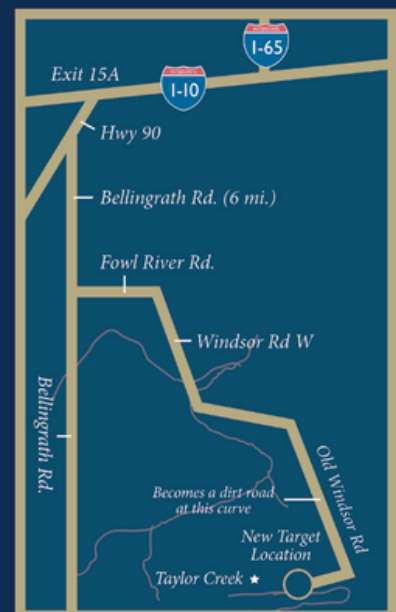 I-65
Exit 15A
I-10
Hwy 90
Bellingrath Rd. (6 mi.)
Fowl River Rd.
Windsor Rd W
Bellingrath Rd.
Old Windsor Rd
Becomes a dirt road
at this curve
New Target
Location
Taylor Creek